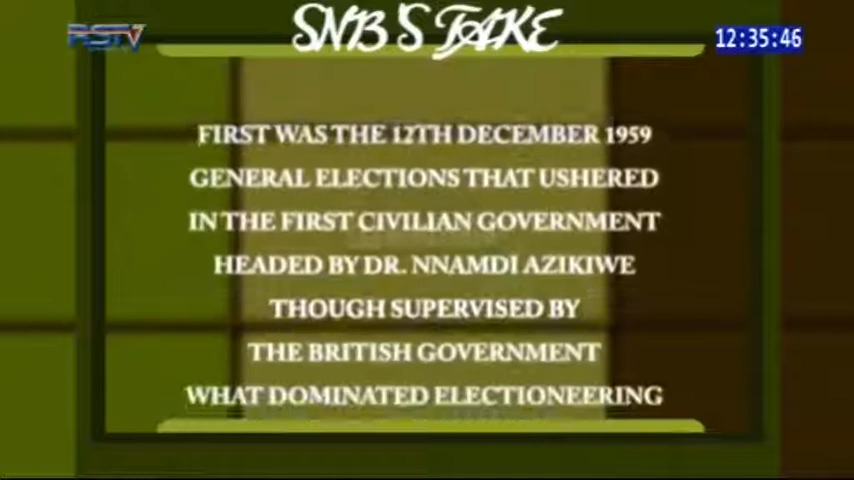 SNB'S TAKE
RSTV
12:35:46
FIRST WAS THE 12TH DECEMBER 1959
GENERAL ELECTIONS THAT USHERED
IN THE FIRST CIVILIAN GOVERNMENT
HEADED BY DR. NNAMDI AZIKIWE
THOUGH SUPERVISED BY
THE BRITISH GOVERNMENT
WHAT DOMINATED ELECTIONEERING